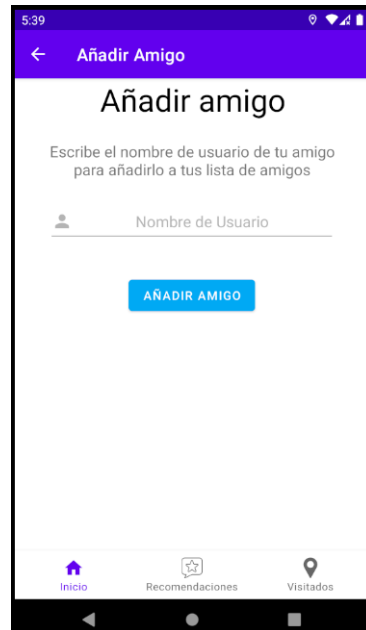 5:39
Añadir Amigo
Añadir amigo
Escribe el nombre de usuario de tu amigo
para añadirlo a tus lista de amigos
Nombre de Usuario
AÑADIR AMIGO
Inicio
Recomendaciones
Visitados